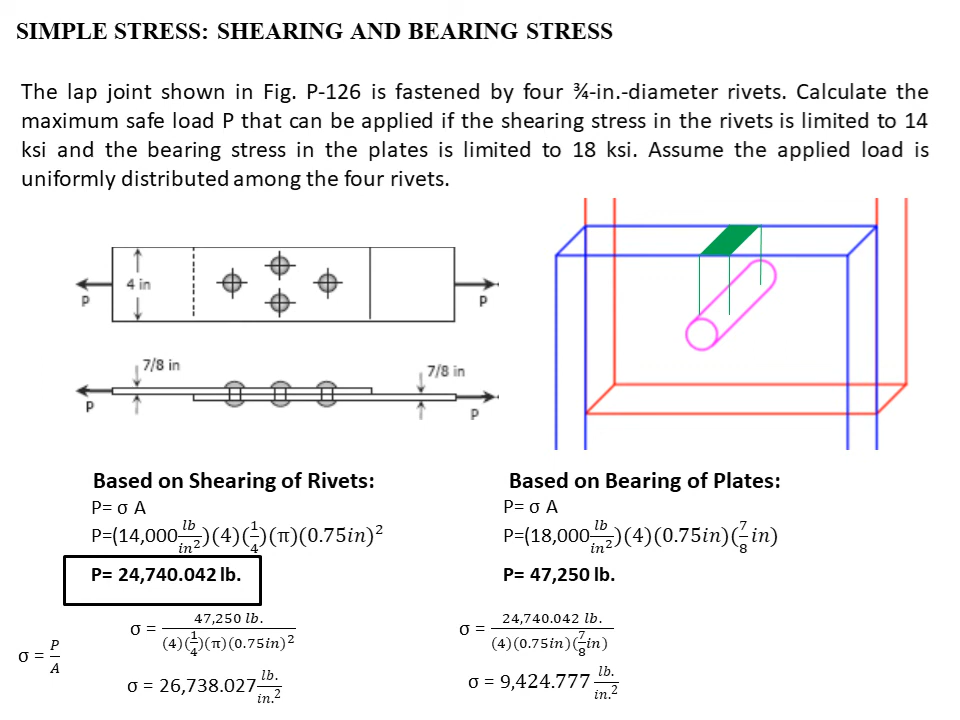 SIMPLE STRESS: SHEARING AND BEARING STRESS
The lap joint shown in Fig. P-126 is fastened by four ¾-in.-diameter rivets. Calculate the
maximum safe load P that can be applied if the shearing stress in the rivets is limited to 14
ksi and the bearing stress in the plates is limited to 18 ksi. Assume the applied load is
uniformly distributed among the four rivets.
4 in
P
P
7/8 in
7/8 in
P
P
Based on Shearing of Rivets:
P= σ A
P=(14,000 lb/in²)(4)(1/4)(π)(0.75in)²
P= 24,740.042 lb.
Based on Bearing of Plates:
P= σ A
P=(18,000 lb/in²)(4)(0.75in)(7/8 in)
P= 47,250 lb.
σ = P/A
σ = 47,250 lb. / (4)(1/4)(π)(0.75in)²
σ = 26,738.027 lb./in.²
σ = 24,740.042 lb. / (4)(0.75in)(7/8 in)
σ = 9,424.777 lb./in.²